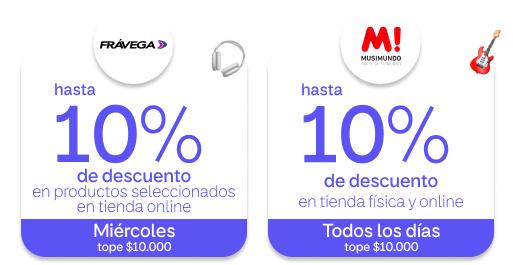 FRÁVEGA
hasta
10%
de descuento
en productos seleccionados
en tienda online
Miércoles
tope $10.000
M!
MUSIMUNDO
hasta
10%
de descuento
en tienda física y online
Todos los días
tope $10.000